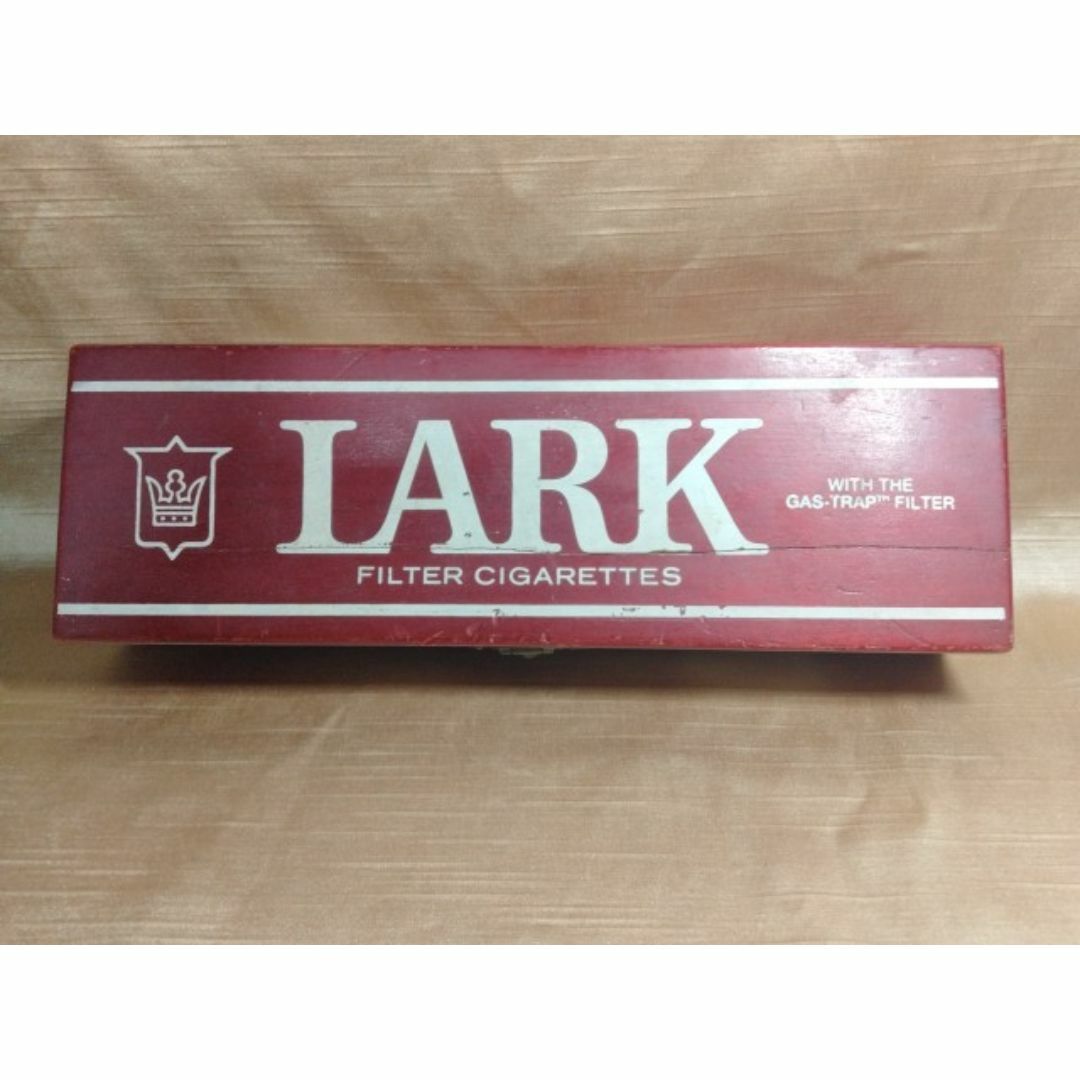 LARK
FILTER CIGARETTES
WITH THE
GAS-TRAP™ FILTER